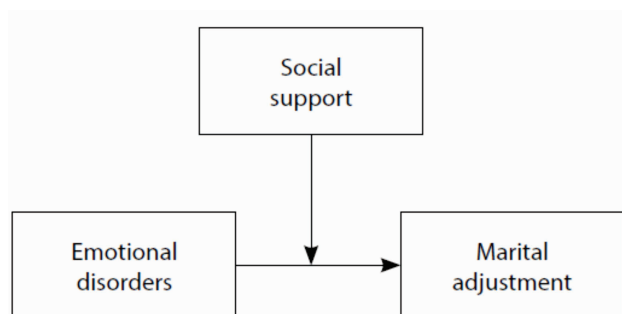 Social
support
Emotional
disorders
Marital
adjustment